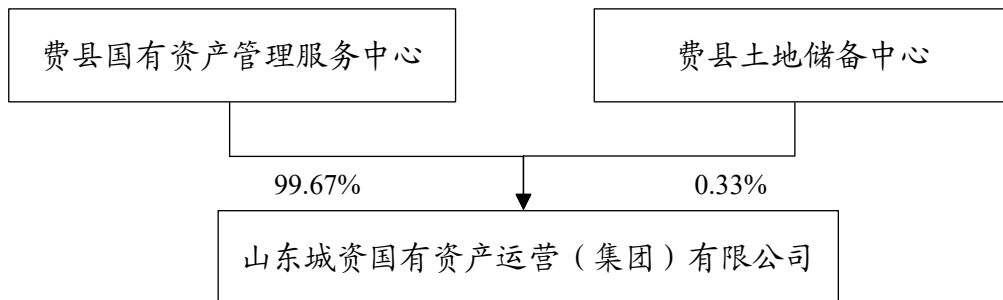 费县国有资产管理服务中心
费县土地储备中心
99.67%
0.33%
山东城资国有资产运营（集团）有限公司